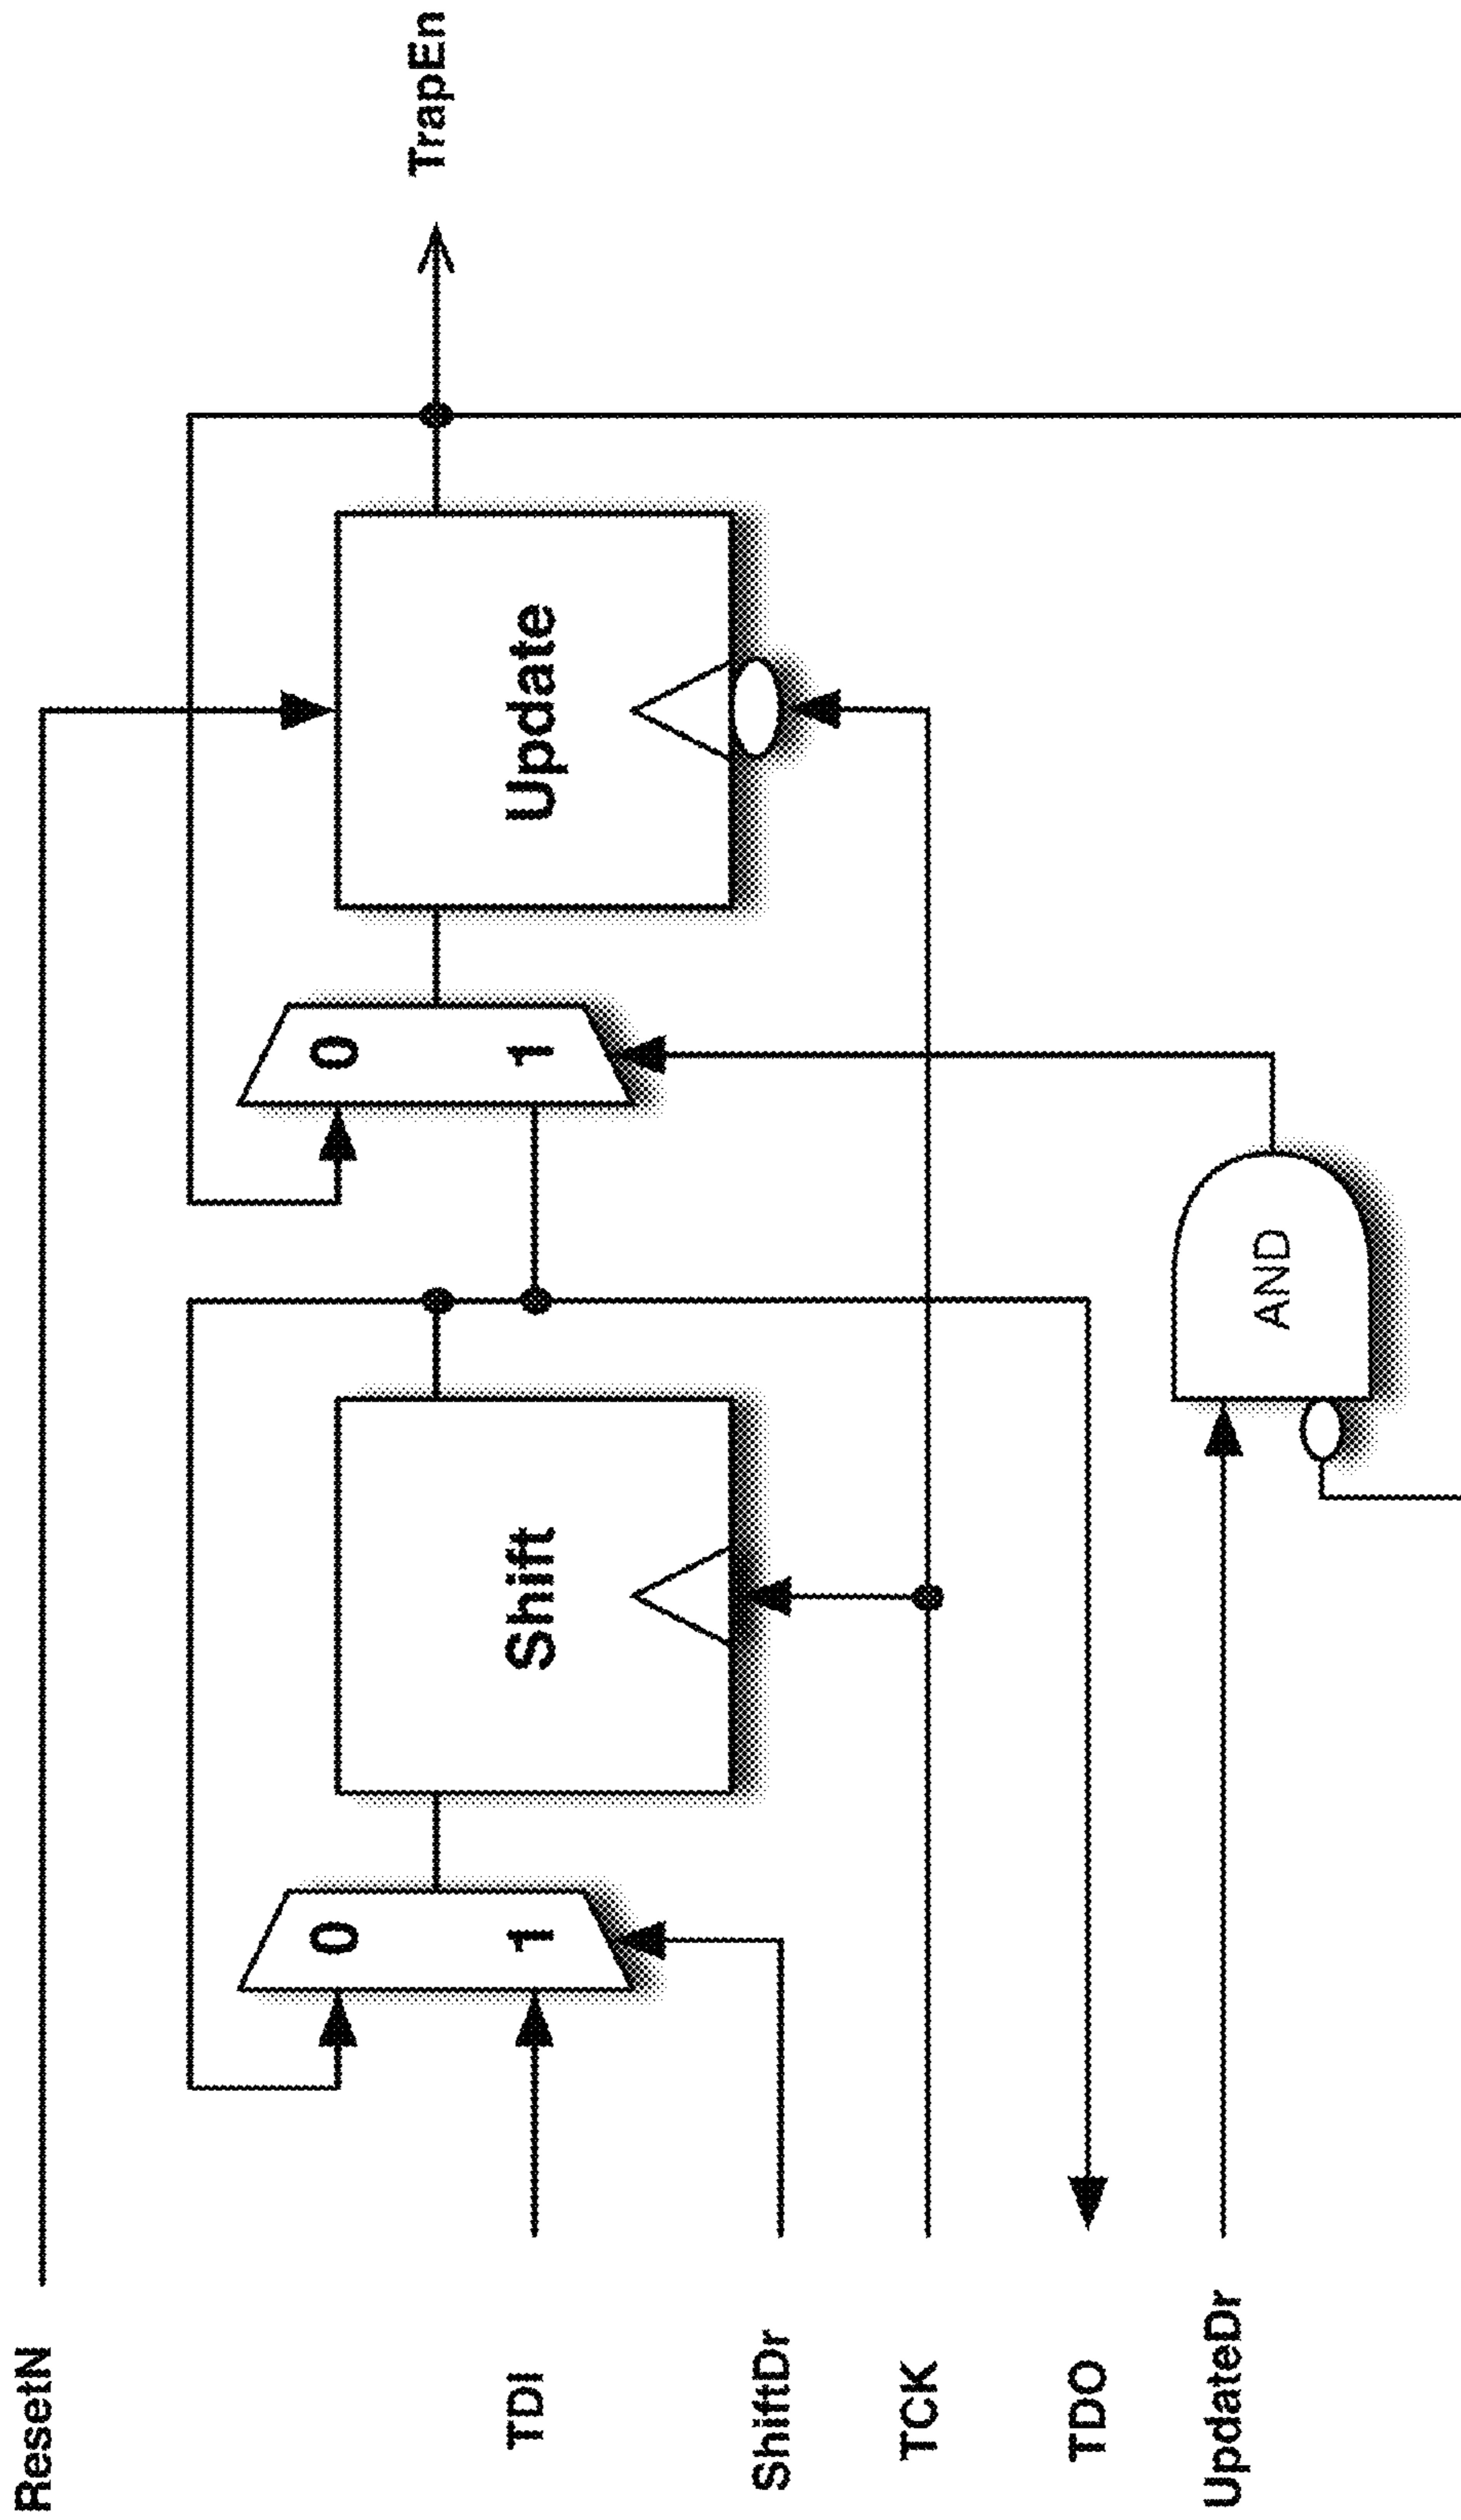 ResetN
TrapEn
0
1
Shift
0
1
Update
TDI
ShiftDr
TCK
TDO
UpdateDr
AND